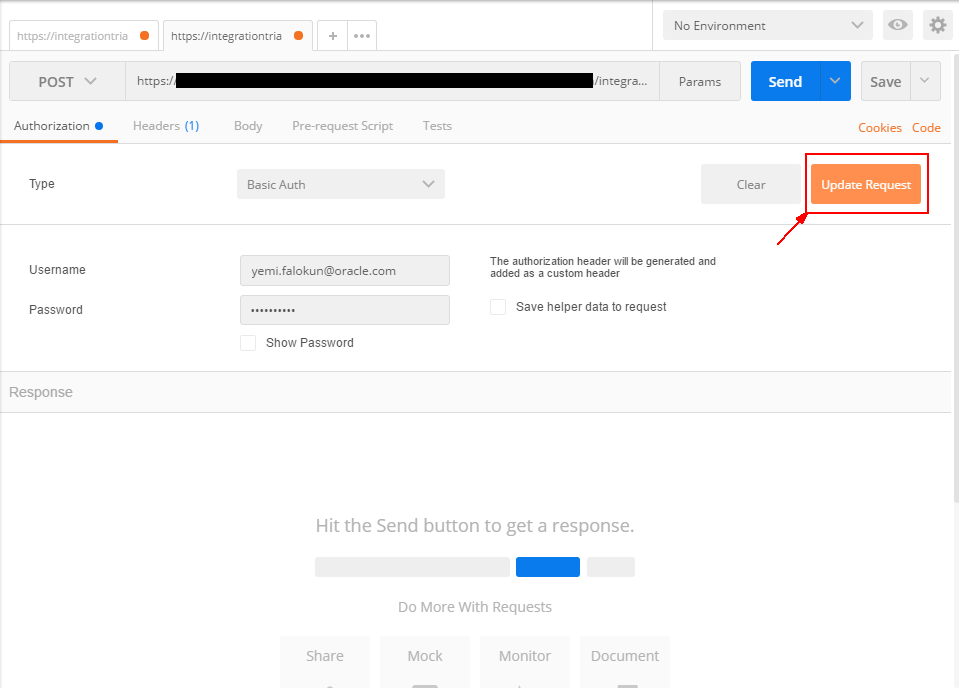 https://integrationtria https://integrationtria + ••• No Environment
POST https:/ /integra... Params Send Save
Authorization Headers (1) Body Pre-request Script Tests Cookies Code
Type Basic Auth Clear Update Request
Username yemi.falokun@oracle.com The authorization header will be generated and
added as a custom header
Password •••••••••• Save helper data to request
Show Password
Response
Hit the Send button to get a response.
Do More With Requests
Share Mock Monitor Document